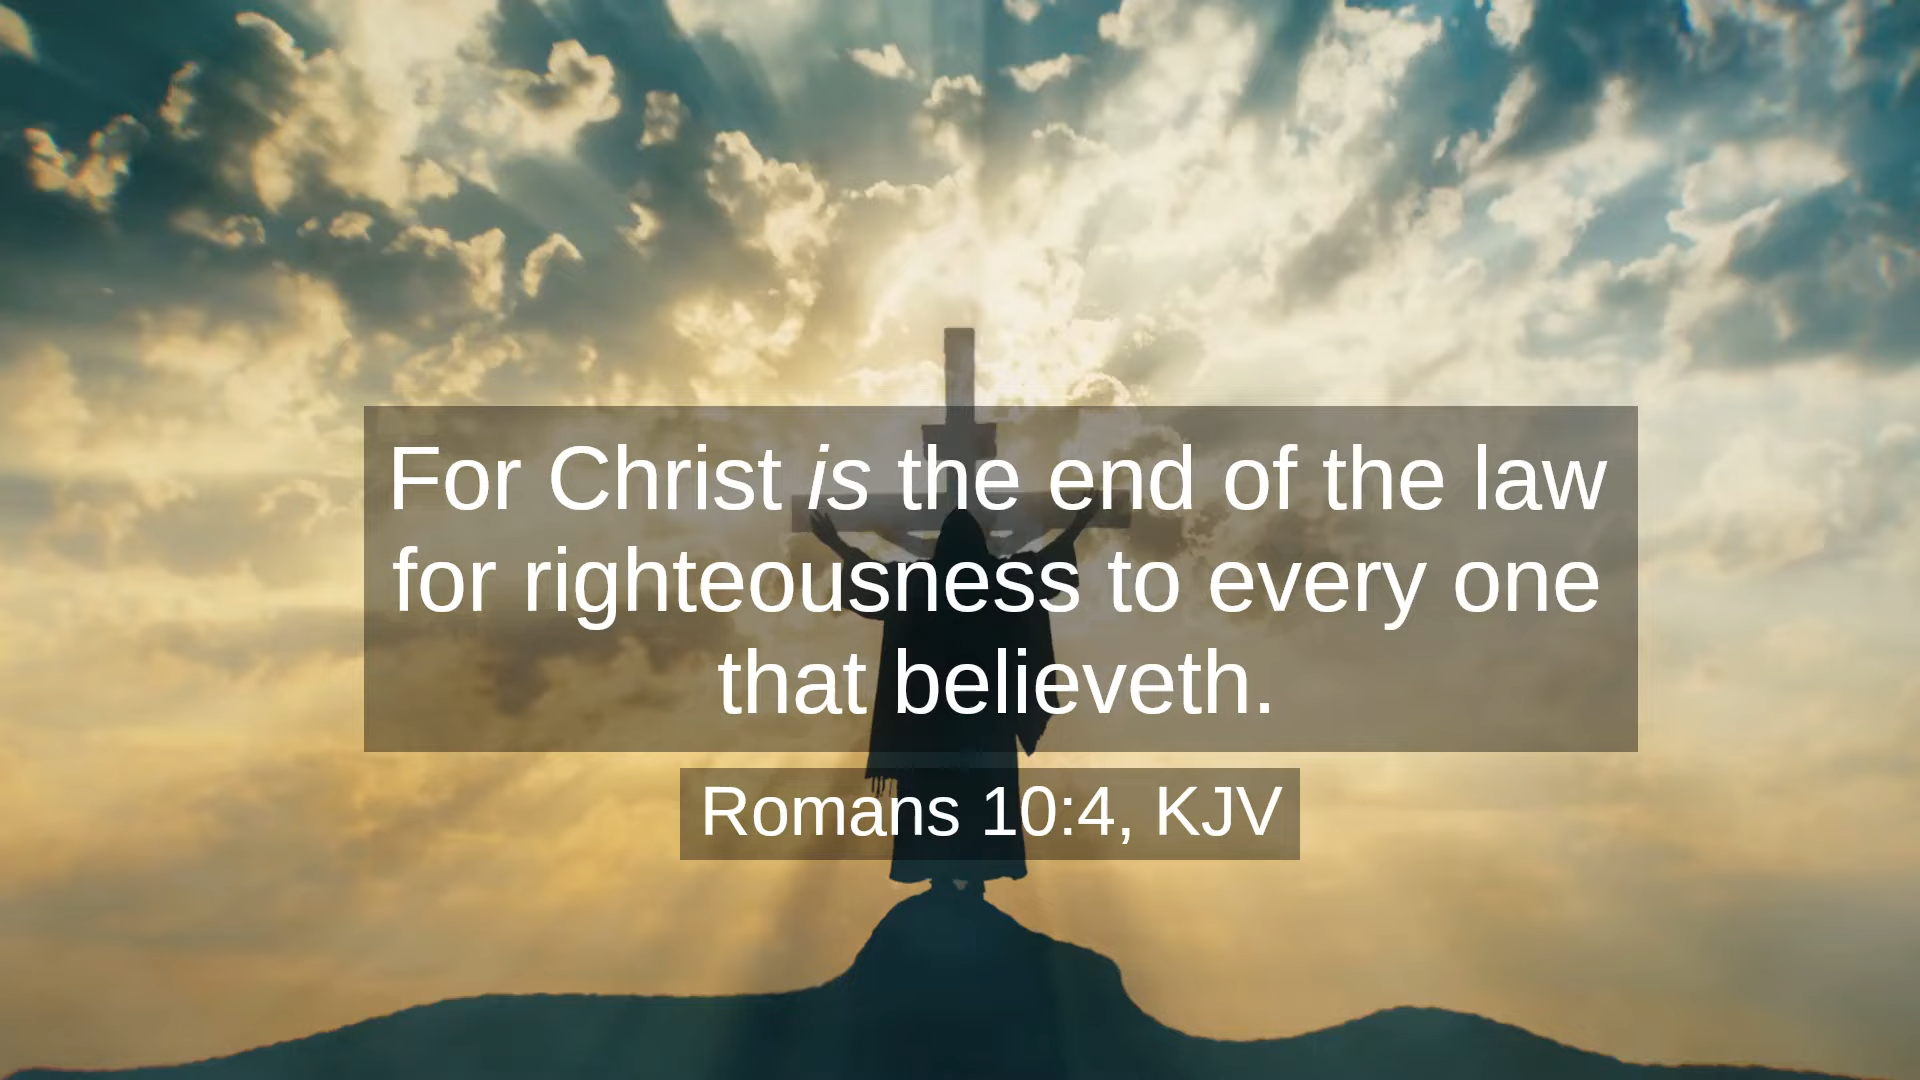 For Christ is the end of the law
for righteousness to every one
that believeth.
Romans 10:4, KJV